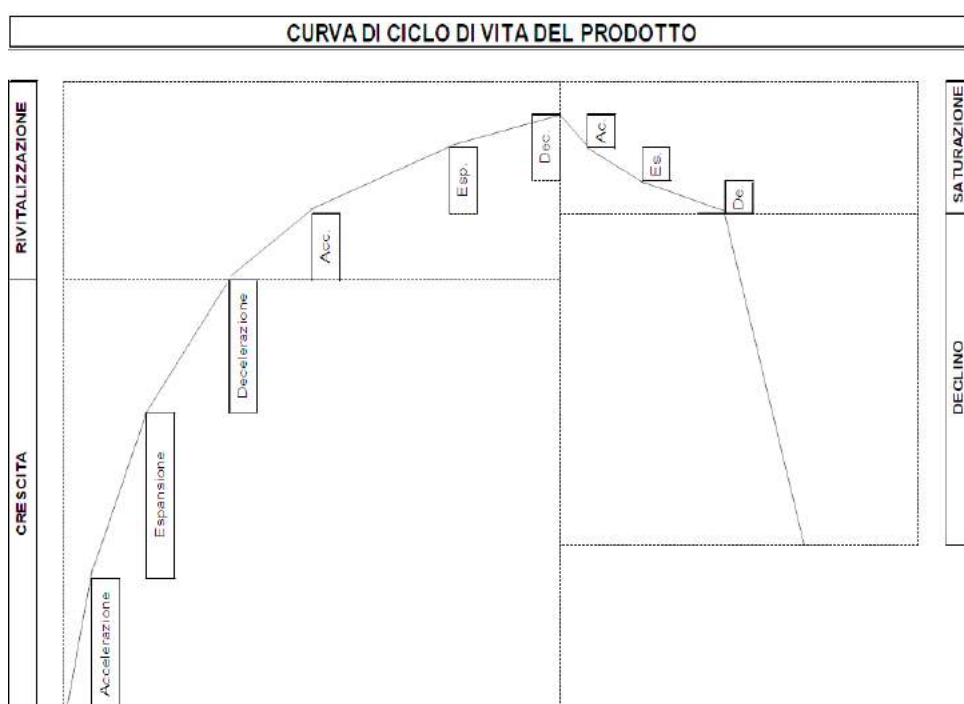 CURVA DI CICLO DI VITA DEL PRODOTTO
RIVITALIZZAZIONE
CRESCITA
Accelerazione
Espansione
Decelerazione
Acc.
Esp.
Dec.
Ac.
Es.
De
SATURAZIONE
DECLINO